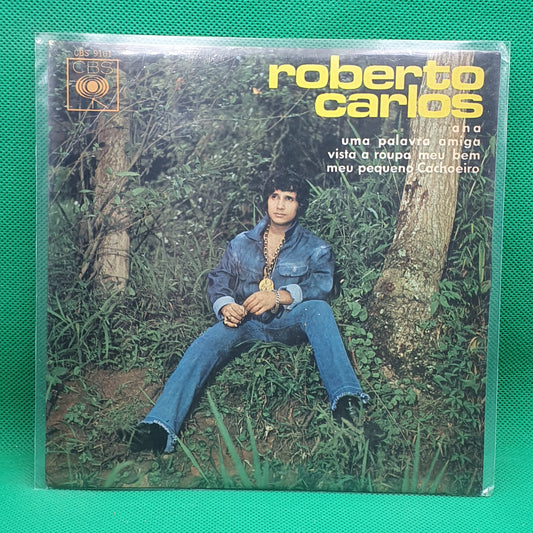 CBS
roberto
carlos
ana
uma palavra amiga
vista a roupa meu bem
meu pequeno Cachoeiro